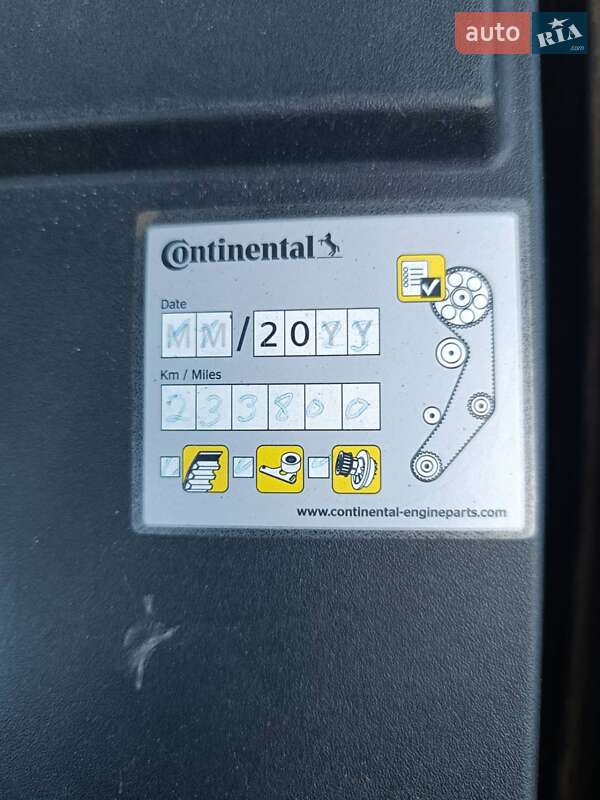 auto RIA.com
Continental
Date
MM/20YY
Km / Miles
233800
www.continental-engineparts.com